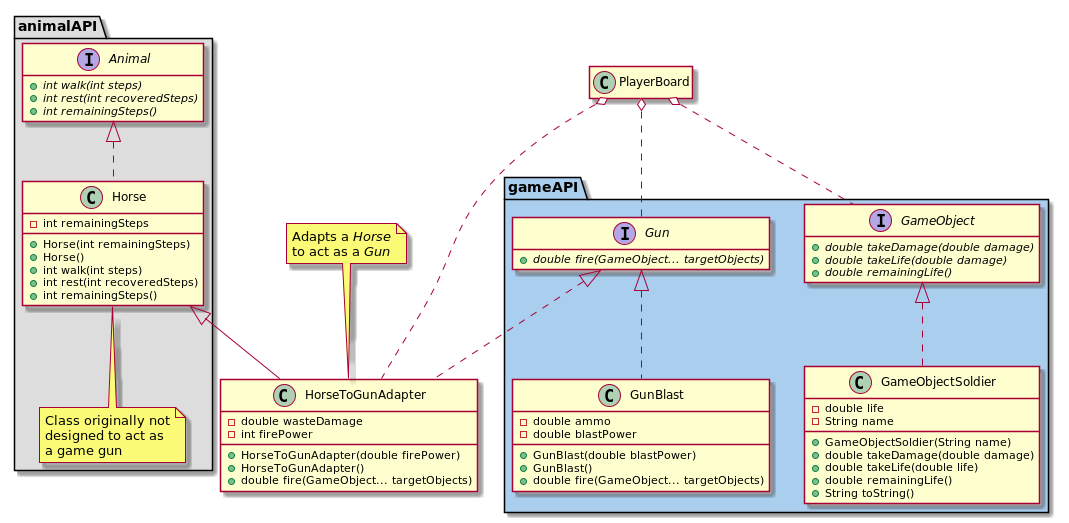 animalAPI
I Animal
int walk(int steps)
int rest(int recoveredSteps)
int remainingSteps()
C Horse
int remainingSteps
Horse(int remainingSteps)
Horse()
int walk(int steps)
int rest(int recoveredSteps)
int remainingSteps()
Class originally not
designed to act as
a game gun
Adapts a Horse
to act as a Gun
C HorseToGunAdapter
double wasteDamage
int firePower
HorseToGunAdapter(double firePower)
HorseToGunAdapter()
double fire(GameObject... targetObjects)
C PlayerBoard
gameAPI
I Gun
double fire(GameObject... targetObjects)
I GameObject
double takeDamage(double damage)
double takeLife(double damage)
double remainingLife()
C GunBlast
double ammo
double blastPower
GunBlast(double blastPower)
GunBlast()
double fire(GameObject... targetObjects)
C GameObjectSoldier
double life
String name
GameObjectSoldier(String name)
double takeDamage(double damage)
double takeLife(double life)
double remainingLife()
String toString()